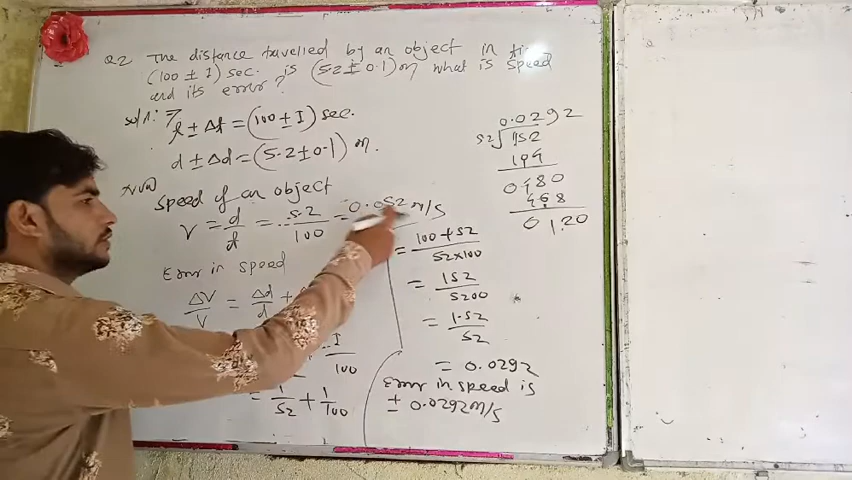 Q.2 The distance travelled by an object in
(100 ± 1) sec. is (5.2 ± 0.1) m what is speed
and its error?
t ± Δt = (100 ± 1) sec.
d ± Δd = (5.2 ± 0.1) m.
Now
speed of an object
V = d/t = 5.2/100 = 0.052 m/s
Error in speed
ΔV/V = Δd/d +
1/100
= 1/52 + 1/100
= 100 + 52 / 52×100
= 152/5200
= 1.52/52
= 0.0292
Error in speed is
± 0.0292 m/s
0.0292
52 152
104
0480
468
0120